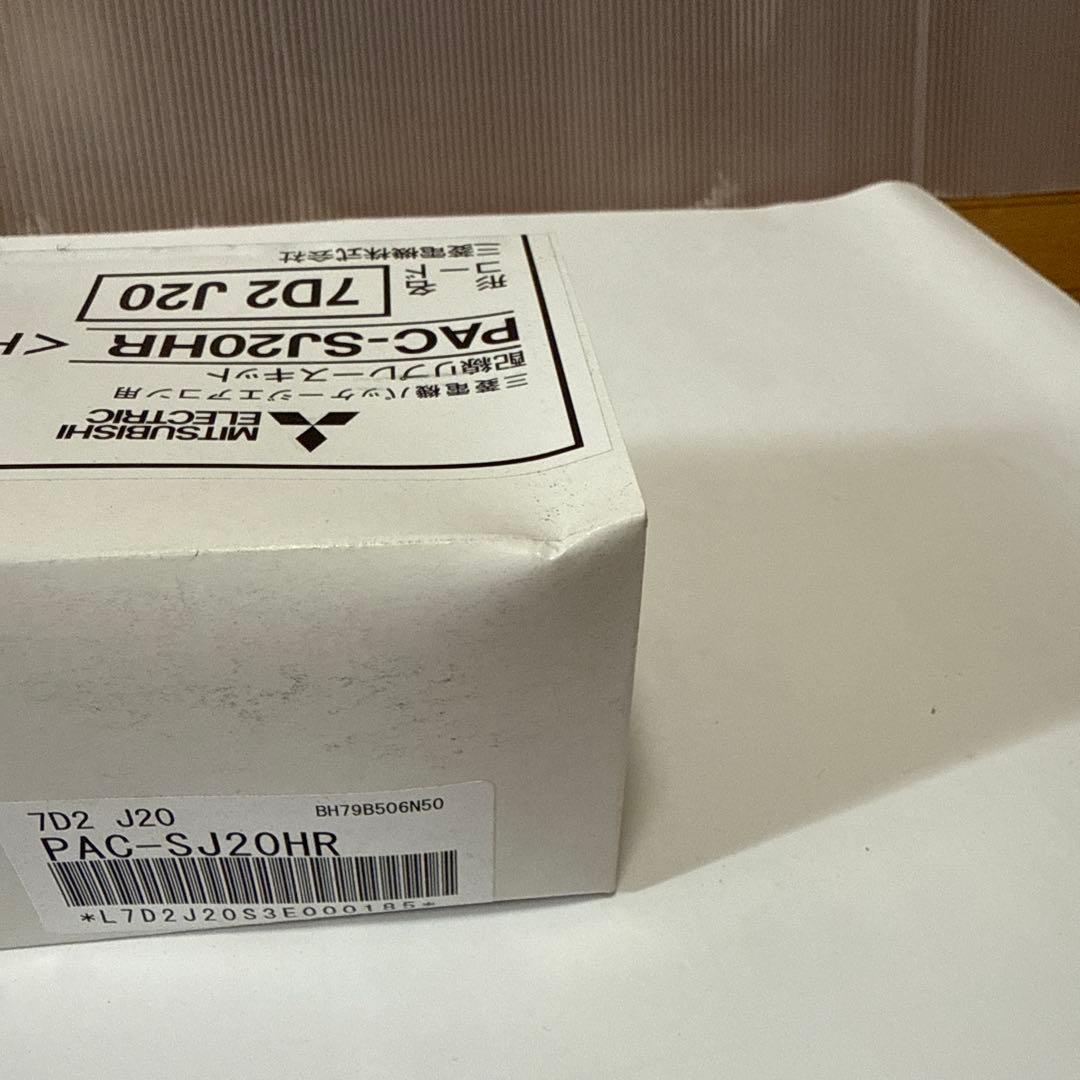 MITSUBISHI
ELECTRIC
三菱電機パッケージエアコン用
配線リプレースキット
PAC-SJ20HR <
形名
コード 7D2 J20
三菱電機株式会社
7D2 J20 BH79B506N50
PAC-SJ20HR
*L7D2J20S3E000185*